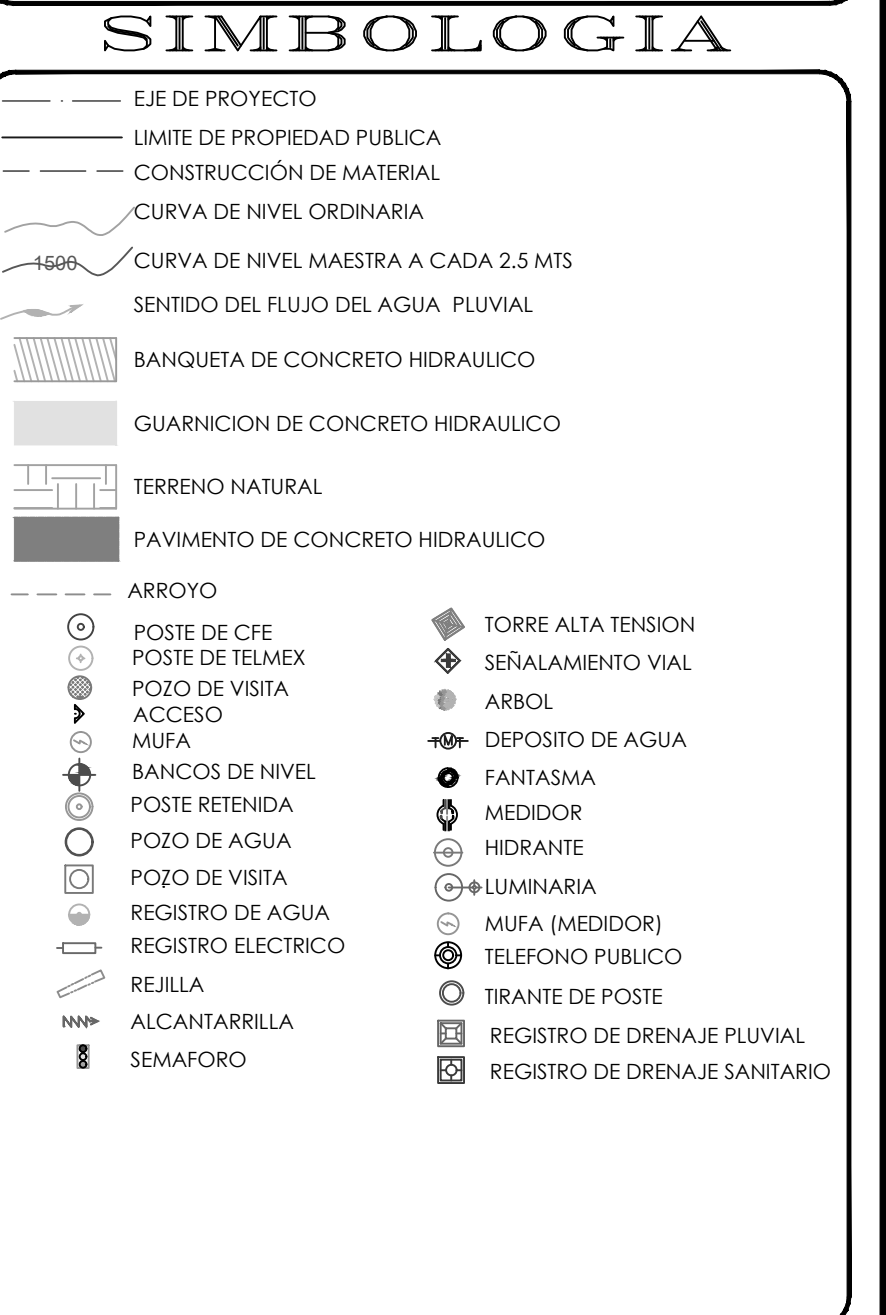 SIMBOLOGIA
EJE DE PROYECTO
LIMITE DE PROPIEDAD PUBLICA
CONSTRUCCIÓN DE MATERIAL
CURVA DE NIVEL ORDINARIA
1500 CURVA DE NIVEL MAESTRA A CADA 2.5 MTS
SENTIDO DEL FLUJO DEL AGUA PLUVIAL
BANQUETA DE CONCRETO HIDRAULICO
GUARNICION DE CONCRETO HIDRAULICO
TERRENO NATURAL
PAVIMENTO DE CONCRETO HIDRAULICO
ARROYO
POSTE DE CFE
POSTE DE TELMEX
POZO DE VISITA
ACCESO
MUFA
BANCOS DE NIVEL
POSTE RETENIDA
POZO DE AGUA
POZO DE VISITA
REGISTRO DE AGUA
REGISTRO ELECTRICO
REJILLA
ALCANTARRILLA
SEMAFORO
TORRE ALTA TENSION
SEÑALAMIENTO VIAL
ARBOL
TMT DEPOSITO DE AGUA
FANTASMA
MEDIDOR
HIDRANTE
LUMINARIA
MUFA (MEDIDOR)
TELEFONO PUBLICO
TIRANTE DE POSTE
REGISTRO DE DRENAJE PLUVIAL
REGISTRO DE DRENAJE SANITARIO